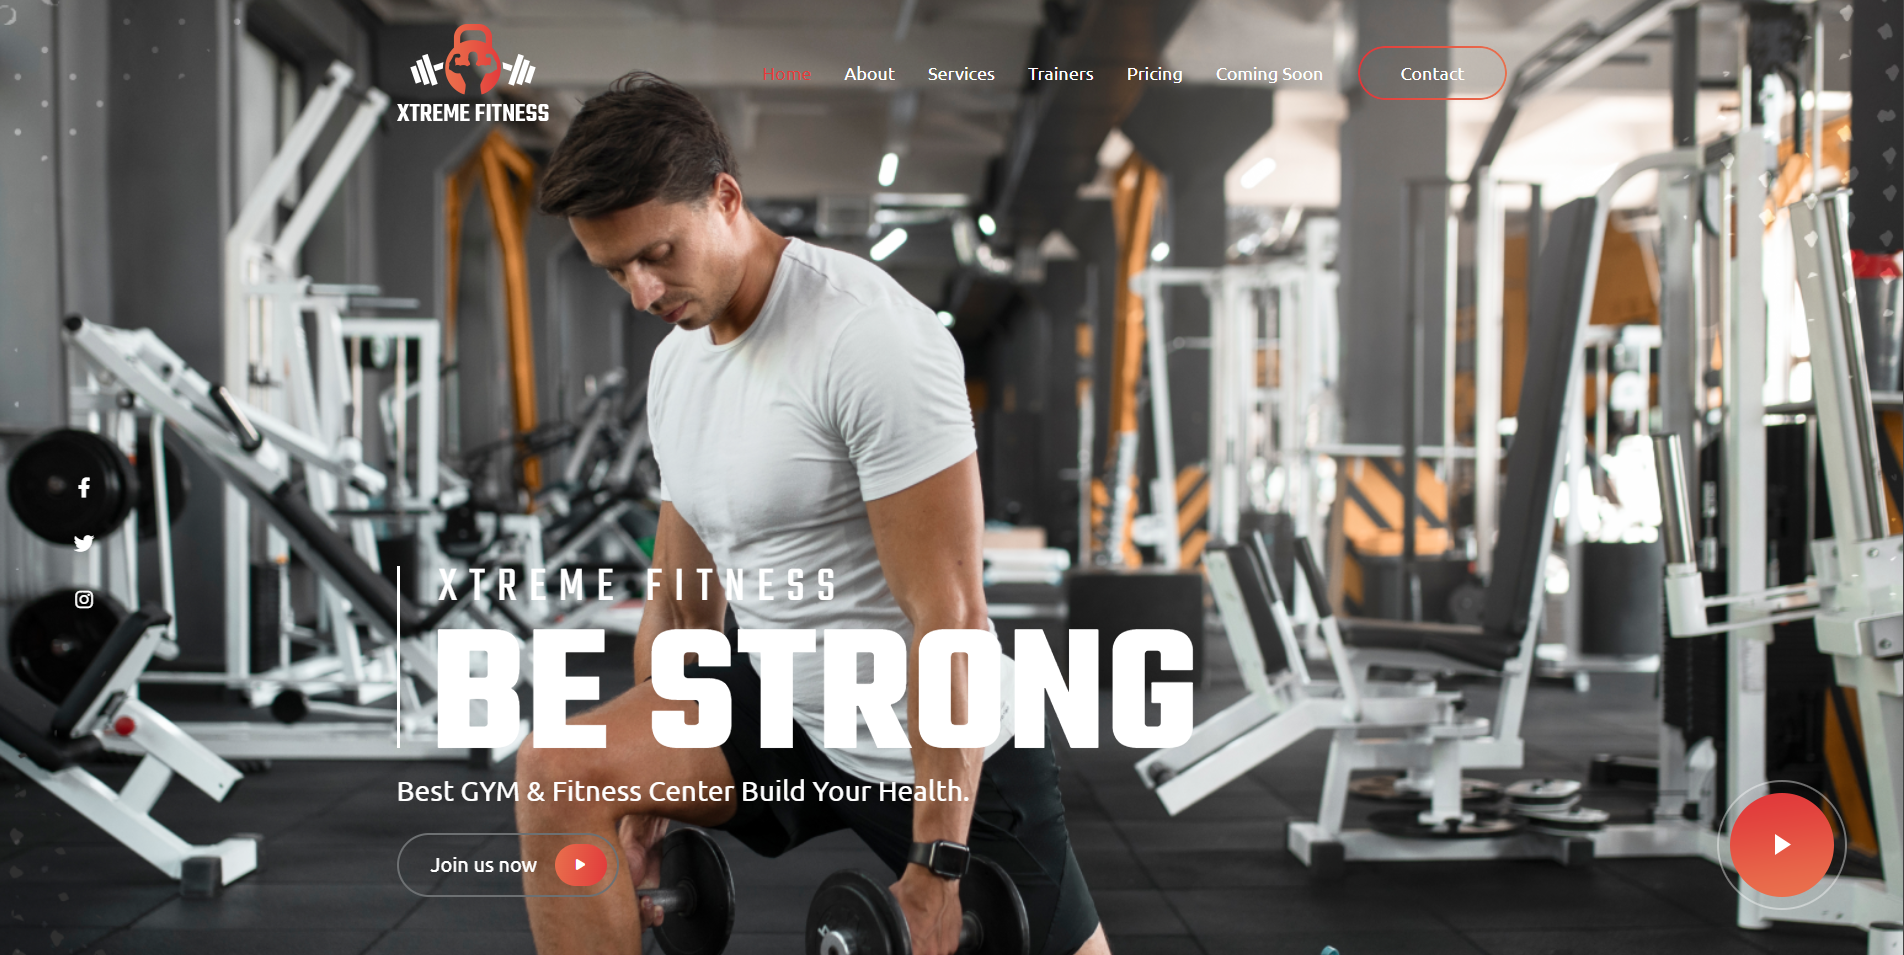 XTREME FITNESS
Home About Services Trainers Pricing Coming Soon Contact
XTREME FITNESS
BE STRONG
Best GYM & Fitness Center Build Your Health.
Join us now